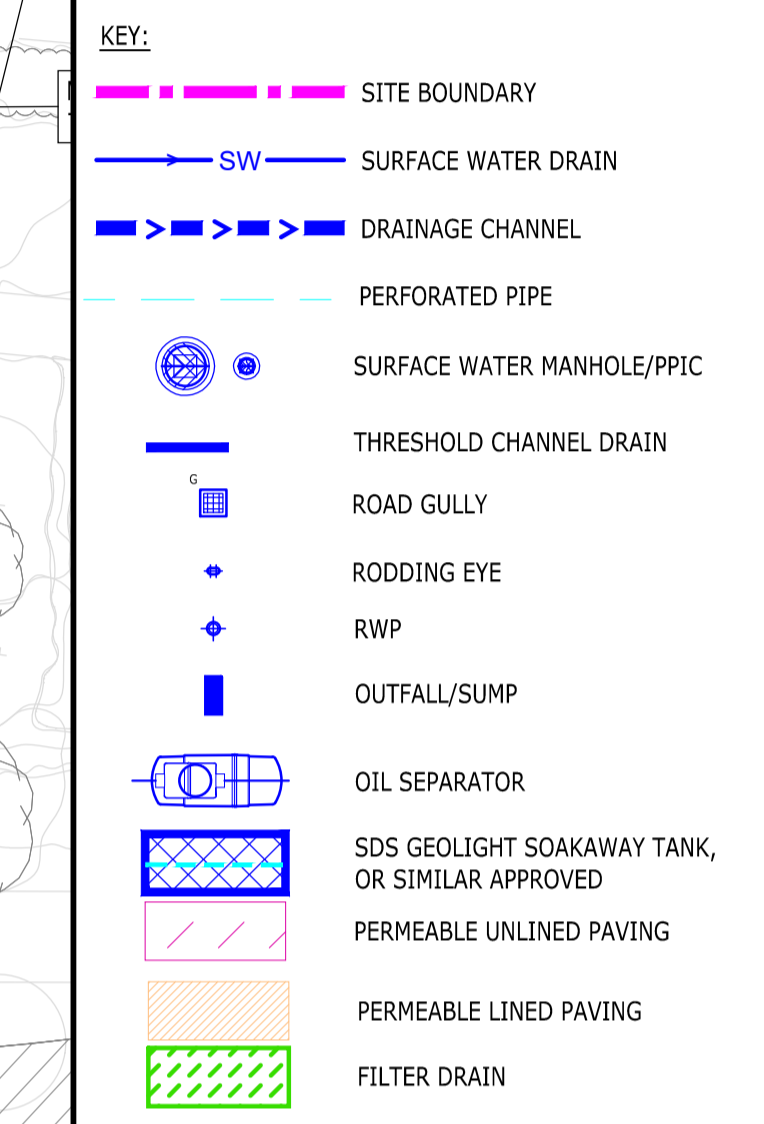 KEY:
SITE BOUNDARY
SW SURFACE WATER DRAIN
DRAINAGE CHANNEL
PERFORATED PIPE
SURFACE WATER MANHOLE/PPIC
THRESHOLD CHANNEL DRAIN
G
ROAD GULLY
RODDING EYE
RWP
OUTFALL/SUMP
OIL SEPARATOR
SDS GEOLIGHT SOAKAWAY TANK,
OR SIMILAR APPROVED
PERMEABLE UNLINED PAVING
PERMEABLE LINED PAVING
FILTER DRAIN